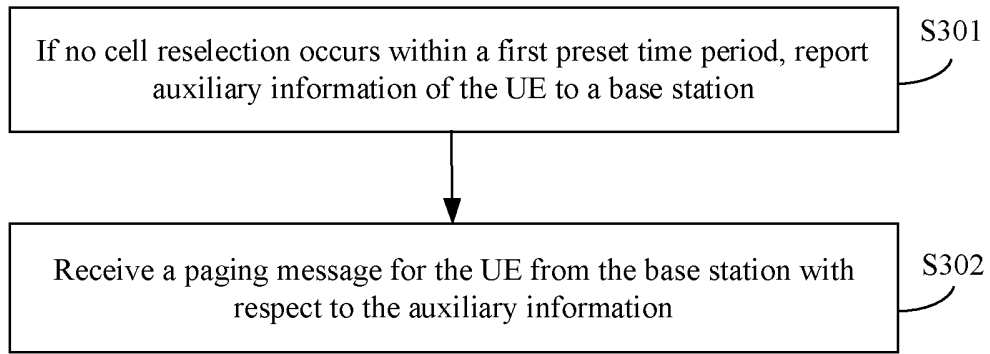 If no cell reselection occurs within a first preset time period, report
auxiliary information of the UE to a base station
S301
Receive a paging message for the UE from the base station with
respect to the auxiliary information
S302